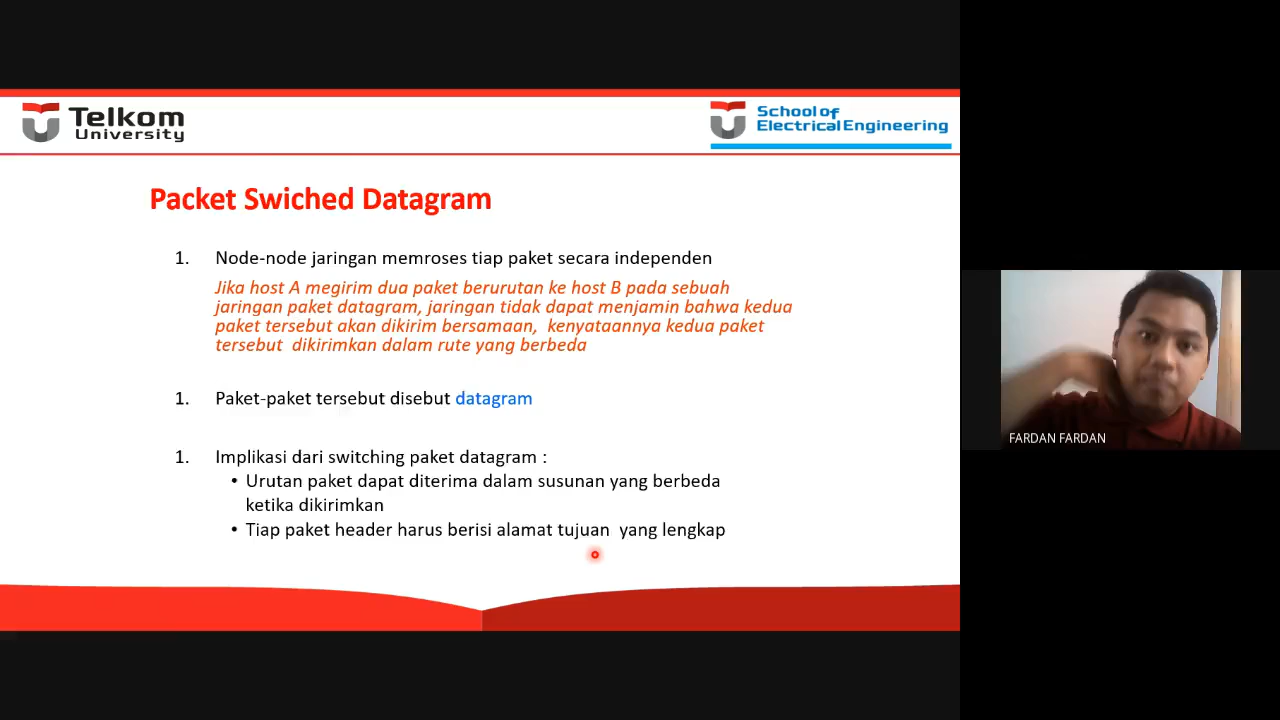 Telkom
University
School of
Electrical Engineering
Packet Swiched Datagram
1. Node-node jaringan memroses tiap paket secara independen
Jika host A megirim dua paket berurutan ke host B pada sebuah
jaringan paket datagram, jaringan tidak dapat menjamin bahwa kedua
paket tersebut akan dikirim bersamaan, kenyataannya kedua paket
tersebut dikirimkan dalam rute yang berbeda
1. Paket-paket tersebut disebut datagram
1. Implikasi dari switching paket datagram :
• Urutan paket dapat diterima dalam susunan yang berbeda
ketika dikirimkan
• Tiap paket header harus berisi alamat tujuan yang lengkap
FARDAN FARDAN